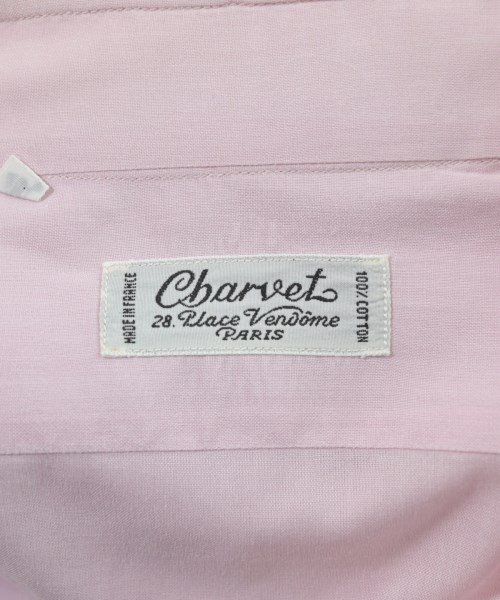 MADE IN FRANCE
Charvet
28. Place Vendôme
PARIS
100% COTTON